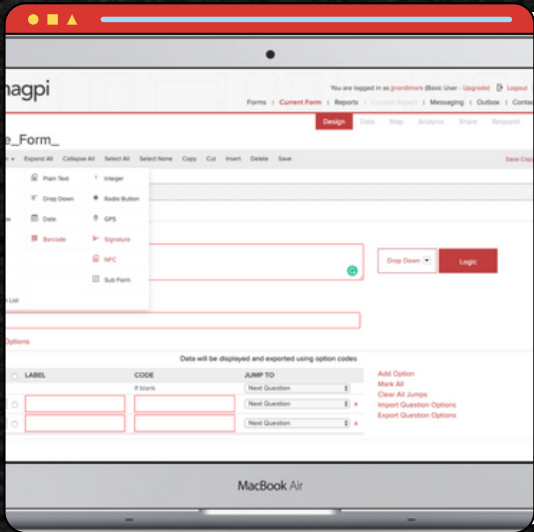 nagpi
You are logged in as jnordmark (Basic User - Upgrade) Logout
Forms | Current Form | Reports | Current Report | Messaging | Outbox | Contac
Design Data Map Analysis Share Respond
e_Form_
Expand All Collapse All Select All Select None Copy Cut Insert Delete Save Save Copy
Plain Text Integer
Drop Down Radio Button
Date GPS
Barcode Signature
NFC
Sub Form
Drop Down Logic
List
Options
Data will be displayed and exported using option codes
LABEL CODE JUMP TO Add Option
If blank Next Question Mark All
Clear All Jumps
Next Question x Import Question Options
Export Question Options
Next Question x
MacBook Air